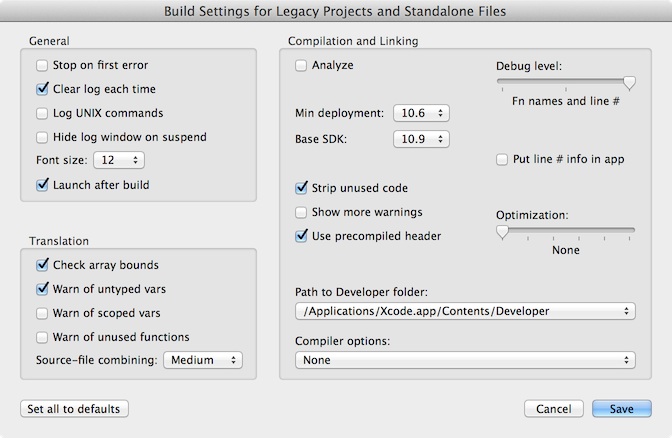 Build Settings for Legacy Projects and Standalone Files
General
Stop on first error
Clear log each time
Log UNIX commands
Hide log window on suspend
Font size: 12
Launch after build
Translation
Check array bounds
Warn of untyped vars
Warn of scoped vars
Warn of unused functions
Source-file combining: Medium
Compilation and Linking
Analyze
Min deployment: 10.6
Base SDK: 10.9
Debug level:
Fn names and line #
Put line # info in app
Strip unused code
Show more warnings
Use precompiled header
Optimization:
None
Path to Developer folder:
/Applications/Xcode.app/Contents/Developer
Compiler options:
None
Set all to defaults
Cancel
Save